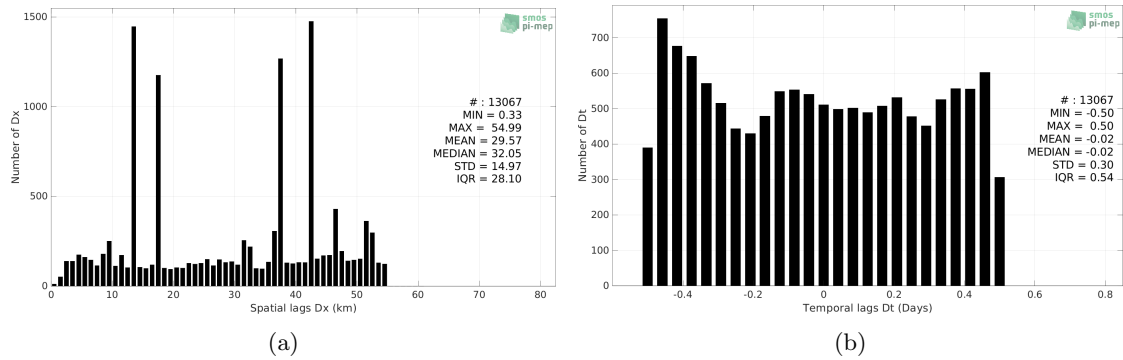 smos
pi-mep
1500
1000
500
0
Number of Dx
# : 13067
MIN = 0.33
MAX = 54.99
MEAN = 29.57
MEDIAN = 32.05
STD = 14.97
IQR = 28.10
0 10 20 30 40 50 60 70 80
Spatial lags Dx (km)
(a)
smos
pi-mep
700
600
500
400
300
200
100
0
Number of Dt
# : 13067
MIN = -0.50
MAX = 0.50
MEAN = -0.02
MEDIAN = -0.02
STD = 0.30
IQR = 0.54
-0.4 -0.2 0 0.2 0.4 0.6 0.8
Temporal lags Dt (Days)
(b)